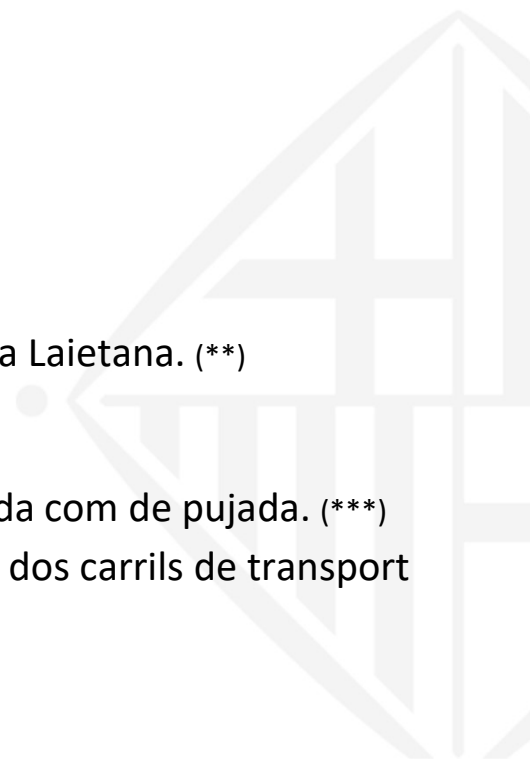 a Laietana. (**)
da com de pujada. (***)
dos carrils de transport